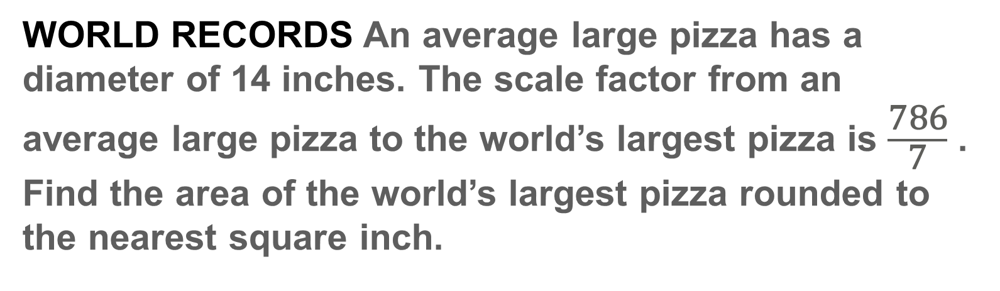 WORLD RECORDS An average large pizza has a
diameter of 14 inches. The scale factor from an
average large pizza to the world’s largest pizza is 786/7 .
Find the area of the world’s largest pizza rounded to
the nearest square inch.